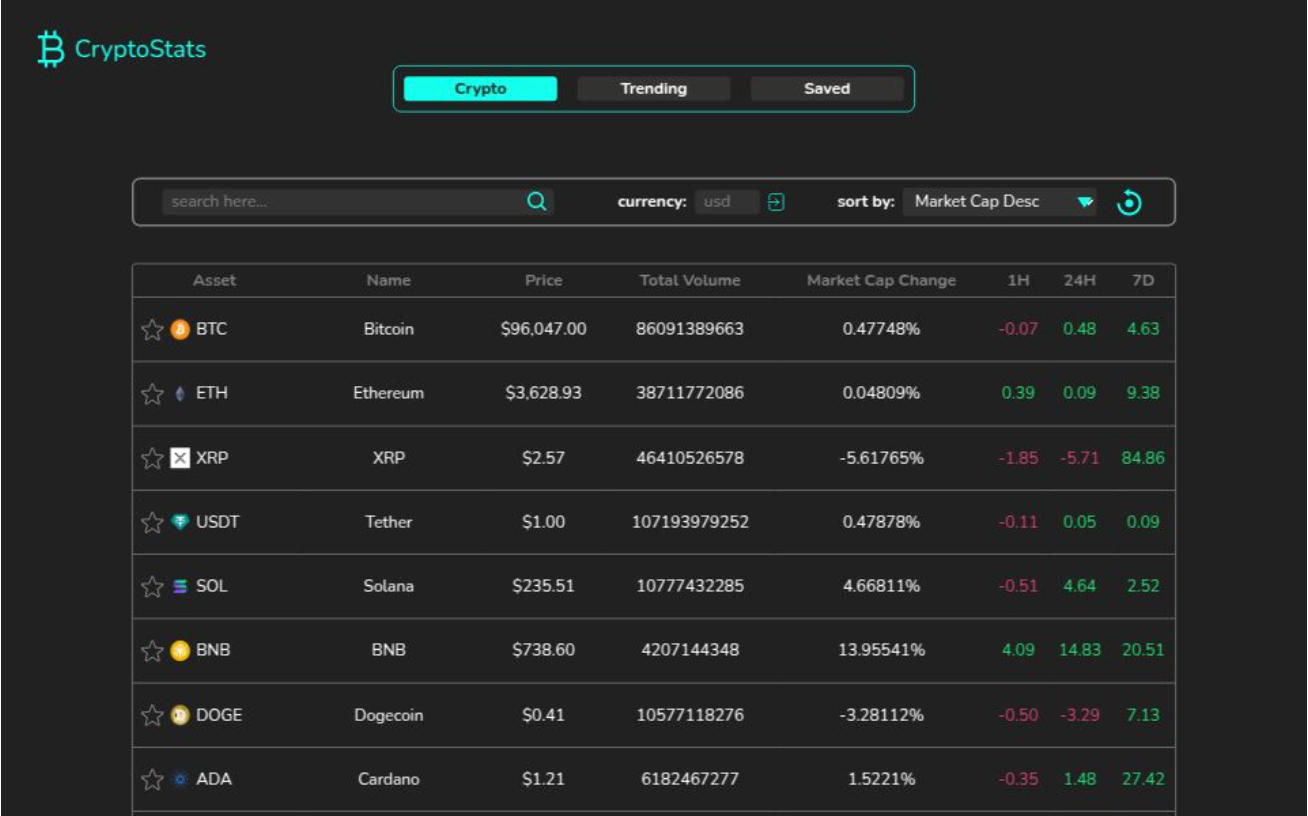 CryptoStats
Crypto Trending Saved
search here... currency: usd sort by: Market Cap Desc
Asset Name Price Total Volume Market Cap Change 1H 24H 7D
BTC Bitcoin $96,047.00 86091389663 0.47748% -0.07 0.48 4.63
ETH Ethereum $3,628.93 38711772086 0.04809% 0.39 0.09 9.38
XRP XRP $2.57 46410526578 -5.61765% -1.85 -5.71 84.86
USDT Tether $1.00 107193979252 0.47878% -0.11 0.05 0.09
SOL Solana $235.51 10777432285 4.66811% -0.51 4.64 2.52
BNB BNB $738.60 4207144348 13.95541% 4.09 14.83 20.51
DOGE Dogecoin $0.41 10577118276 -3.28112% -0.50 -3.29 7.13
ADA Cardano $1.21 6182467277 1.5221% -0.35 1.48 27.42